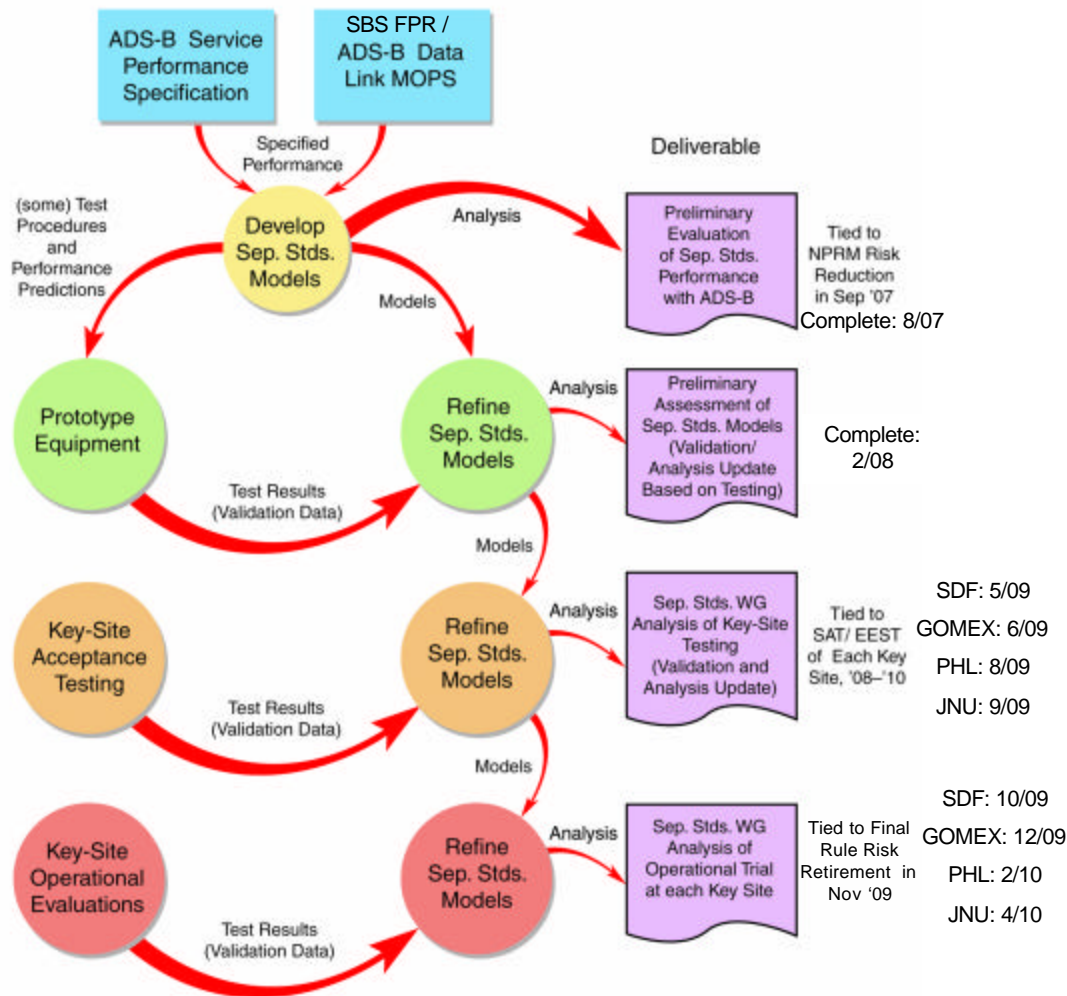 ADS-B Service
Performance
Specification
SBS FPR /
ADS-B Data
Link MOPS
Specified
Performance
Deliverable
(some) Test
Procedures
and
Performance
Predictions
Develop
Sep. Stds.
Models
Analysis
Models
Preliminary
Evaluation
of Sep. Stds.
Performance
with ADS-B
Tied to
NPRM Risk
Reduction
in Sep '07
Complete: 8/07
Prototype
Equipment
Refine
Sep. Stds.
Models
Analysis
Preliminary
Assessment of
Sep. Stds. Models
(Validation/
Analysis Update
Based on Testing)
Complete:
2/08
Test Results
(Validation Data)
Models
Key-Site
Acceptance
Testing
Refine
Sep. Stds.
Models
Analysis
Sep. Stds. WG
Analysis of Key-Site
Testing
(Validation and
Analysis Update)
Tied to
SAT/ EEST
of Each Key
Site, '08–'10
SDF: 5/09
GOMEX: 6/09
PHL: 8/09
JNU: 9/09
Test Results
(Validation Data)
Models
Key-Site
Operational
Evaluations
Refine
Sep. Stds.
Models
Analysis
Sep. Stds. WG
Analysis of
Operational Trial
at each Key Site
Tied to Final
Rule Risk
Retirement in
Nov ‘09
SDF: 10/09
GOMEX: 12/09
PHL: 2/10
JNU: 4/10
Test Results
(Validation Data)